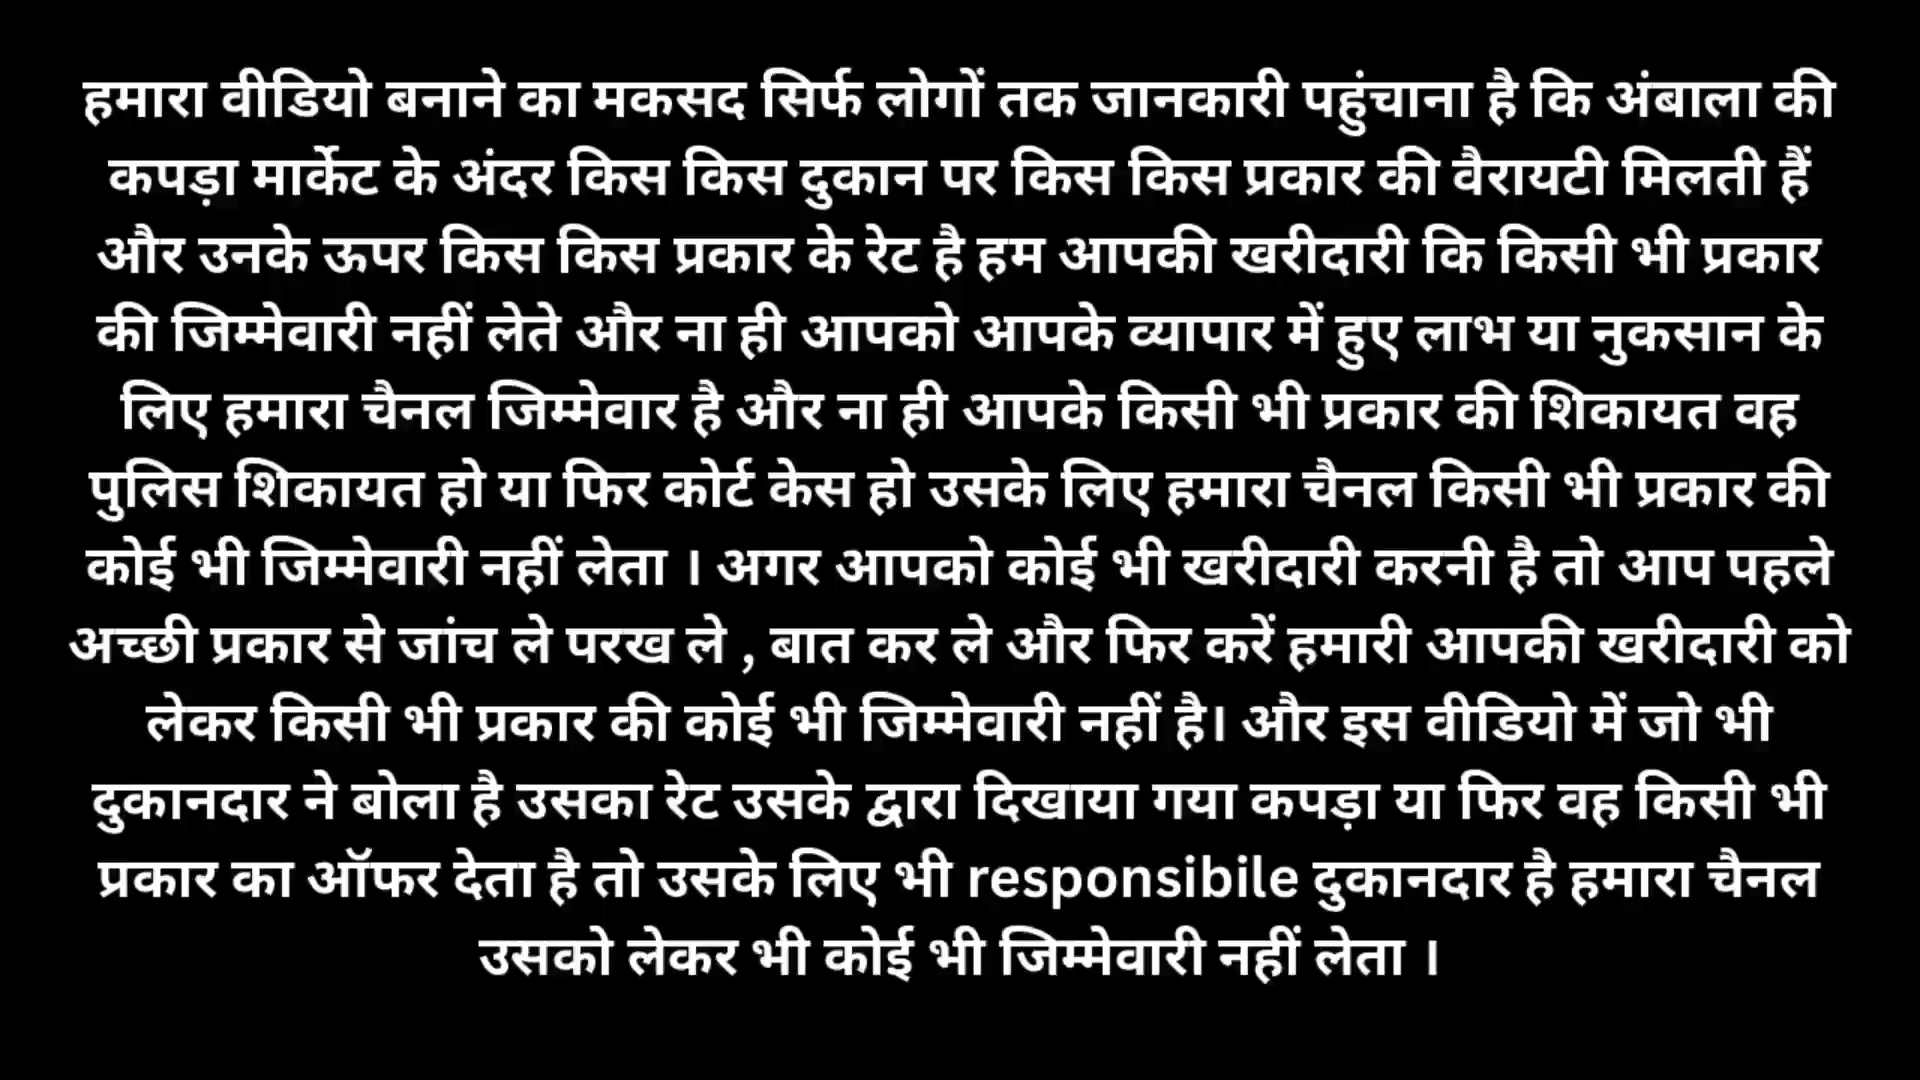 हमारा वीडियो बनाने का मकसद सिर्फ लोगों तक जानकारी पहुंचाना है कि अंबाला की
कपड़ा मार्केट के अंदर किस किस दुकान पर किस किस प्रकार की वैरायटी मिलती हैं
और उनके ऊपर किस किस प्रकार के रेट है हम आपकी खरीदारी कि किसी भी प्रकार
की जिम्मेवारी नहीं लेते और ना ही आपको आपके व्यापार में हुए लाभ या नुकसान के
लिए हमारा चैनल जिम्मेवार है और ना ही आपके किसी भी प्रकार की शिकायत वह
पुलिस शिकायत हो या फिर कोर्ट केस हो उसके लिए हमारा चैनल किसी भी प्रकार की
कोई भी जिम्मेवारी नहीं लेता । अगर आपको कोई भी खरीदारी करनी है तो आप पहले
अच्छी प्रकार से जांच ले परख ले , बात कर ले और फिर करें हमारी आपकी खरीदारी को
लेकर किसी भी प्रकार की कोई भी जिम्मेवारी नहीं है। और इस वीडियो में जो भी
दुकानदार ने बोला है उसका रेट उसके द्वारा दिखाया गया कपड़ा या फिर वह किसी भी
प्रकार का ऑफर देता है तो उसके लिए भी responsibile दुकानदार है हमारा चैनल
उसको लेकर भी कोई भी जिम्मेवारी नहीं लेता ।